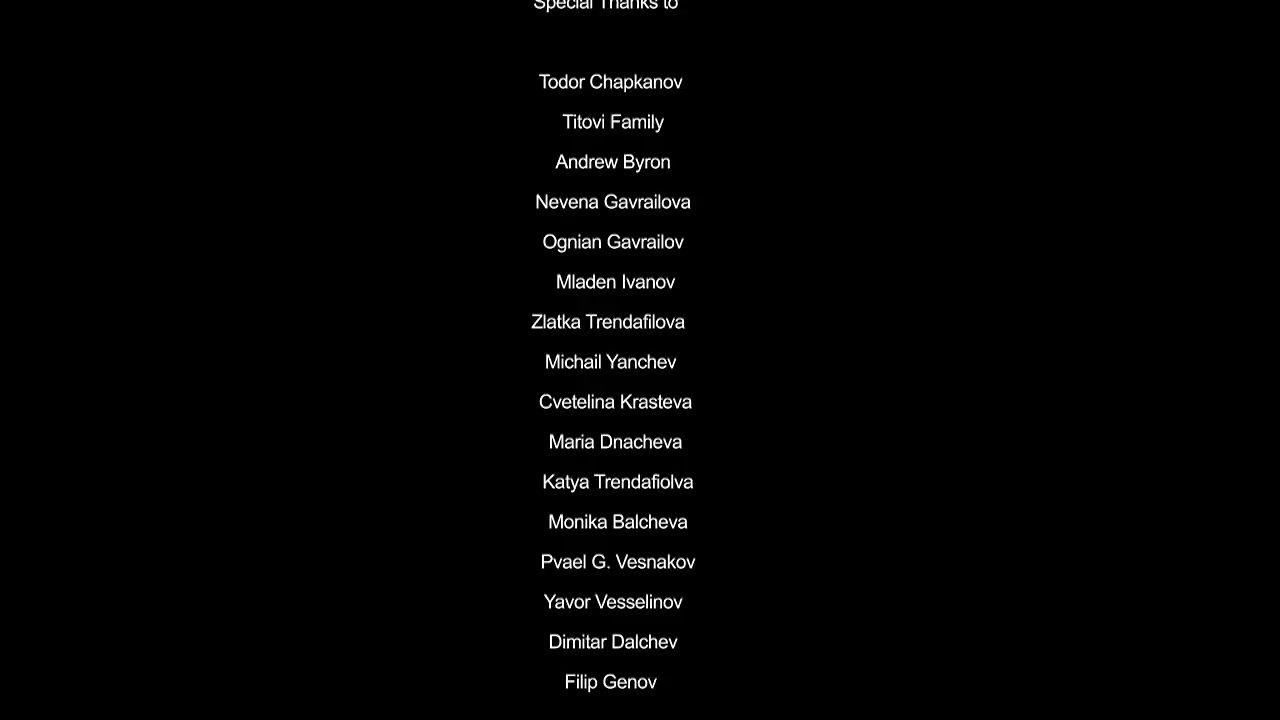 Special Thanks to
Todor Chapkanov
Titovi Family
Andrew Byron
Nevena Gavrailova
Ognian Gavrailov
Mladen Ivanov
Zlatka Trendafilova
Michail Yanchev
Cvetelina Krasteva
Maria Dnacheva
Katya Trendafiolva
Monika Balcheva
Pvael G. Vesnakov
Yavor Vesselinov
Dimitar Dalchev
Filip Genov